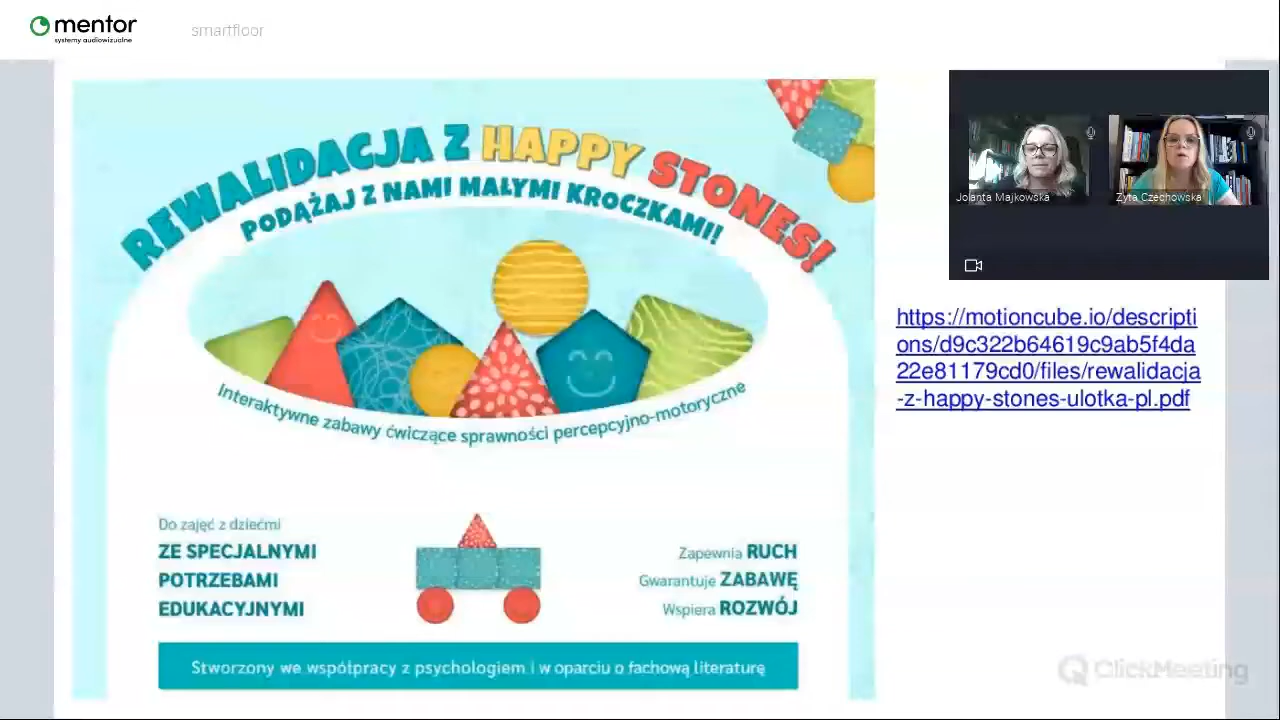 mentor
systemy audiowizualne
smartfloor
REWALIDACJA Z HAPPY STONES!
PODĄŻAJ Z NAMI MAŁYMI KROCZKAMI!
Interaktywne zabawy ćwiczące sprawności percepcyjno-motoryczne
Do zajęć z dziećmi
ZE SPECJALNYMI
POTRZEBAMI
EDUKACYJNYMI
Zapewnia RUCH
Gwarantuje ZABAWĘ
Wspiera ROZWÓJ
Stworzony we współpracy z psychologiem i w oparciu o fachową literaturę
Jolanta Majkowska
Zyta Czechowska
https://motioncube.io/descripti
ons/d9c322b64619c9ab5f4da
22e81179cd0/files/rewalidacja
-z-happy-stones-ulotka-pl.pdf
ClickMeeting